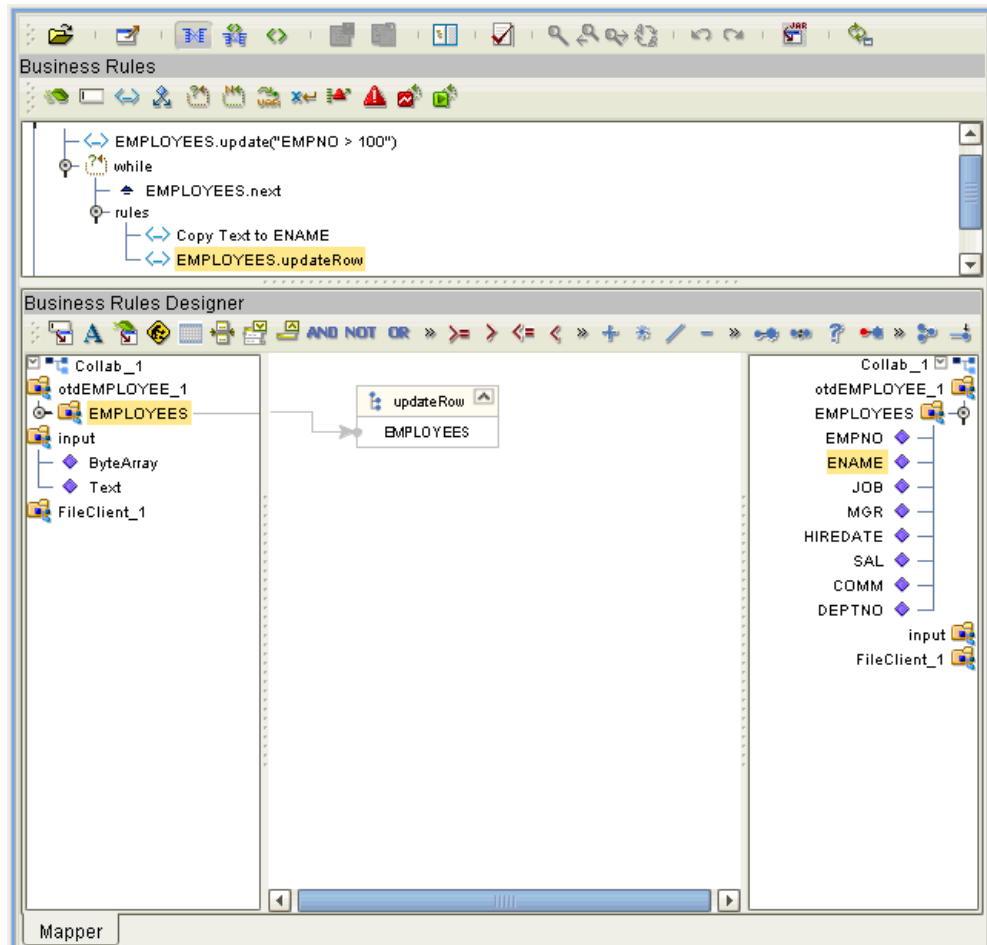 JAR
Business Rules
EMPLOYEES.update("EMPNO > 100")
while
EMPLOYEES.next
rules
Copy Text to ENAME
EMPLOYEES.updateRow
Business Rules Designer
A AND NOT OR » >= > <= < » + * / - » ? » 
Collab_1
otdEMPLOYEE_1
EMPLOYEES
input
ByteArray
Text
FileClient_1
updateRow
EMPLOYEES
Collab_1
otdEMPLOYEE_1
EMPLOYEES
EMPNO
ENAME
JOB
MGR
HIREDATE
SAL
COMM
DEPTNO
input
FileClient_1
Mapper